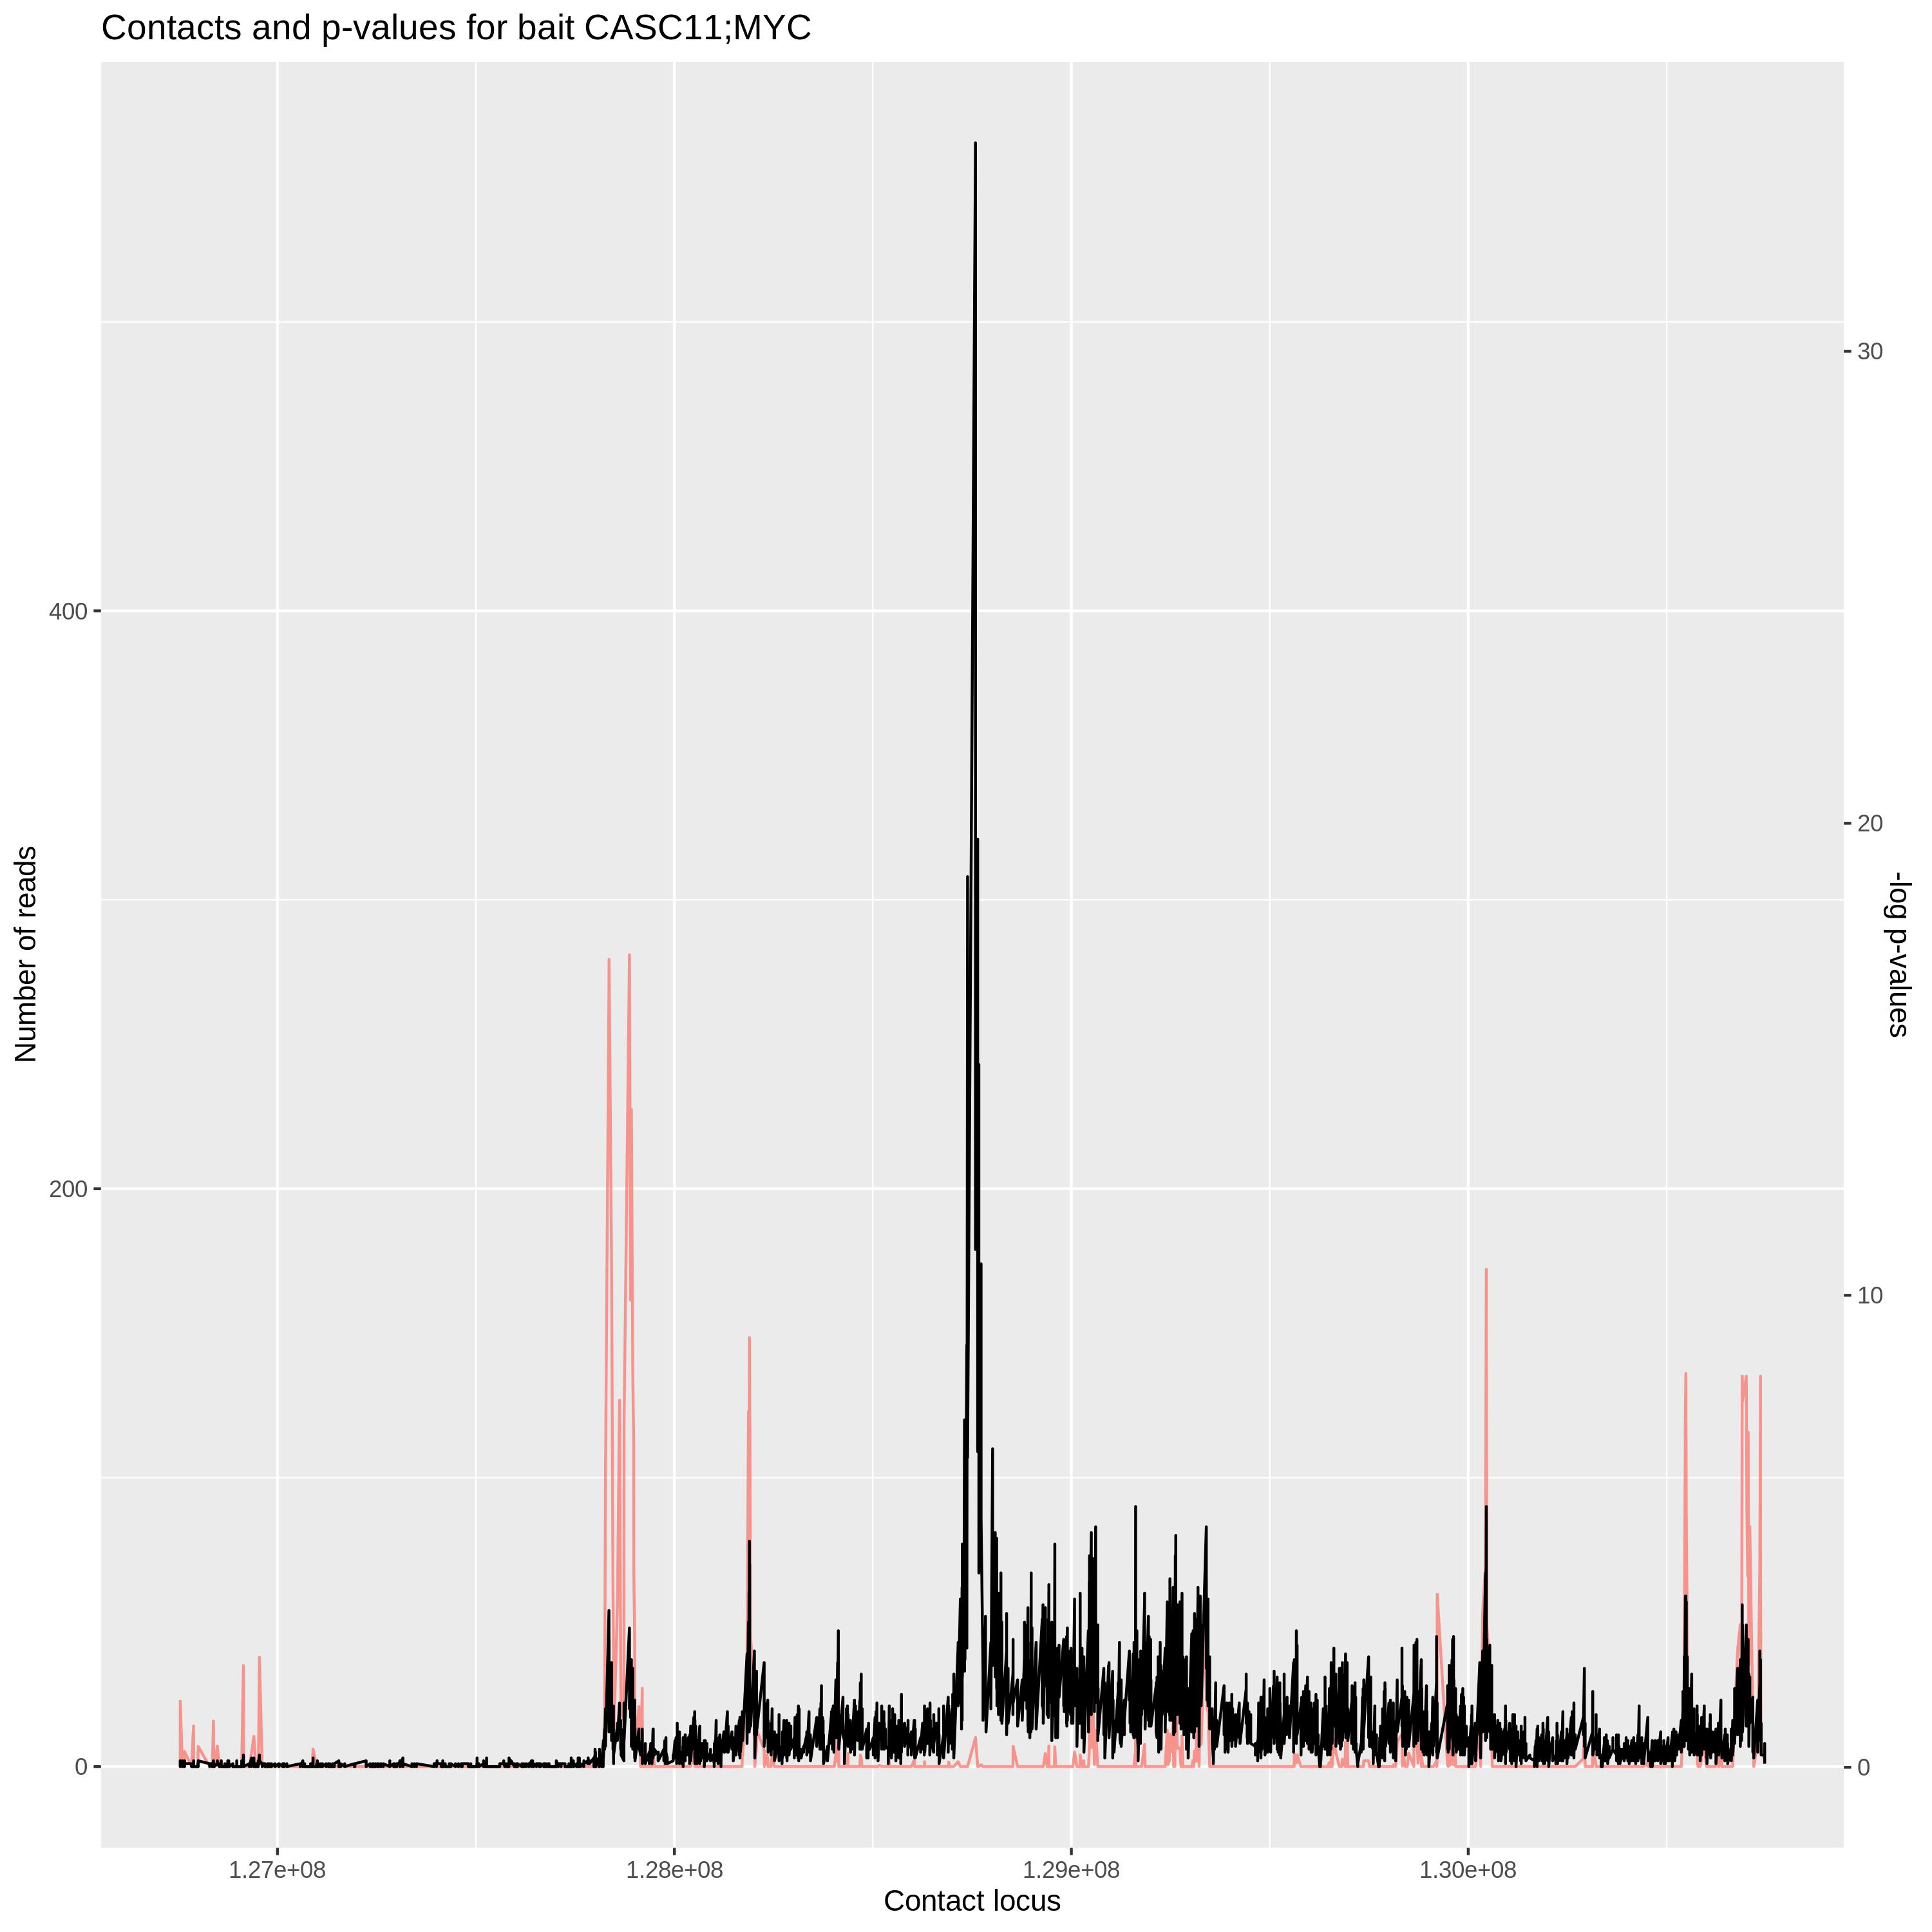 Contacts and p-values for bait CASC11;MYC
Number of reads
400
200
0
30
20
10
0
-log p-values
1.27e+08
1.28e+08
1.29e+08
1.30e+08
Contact locus